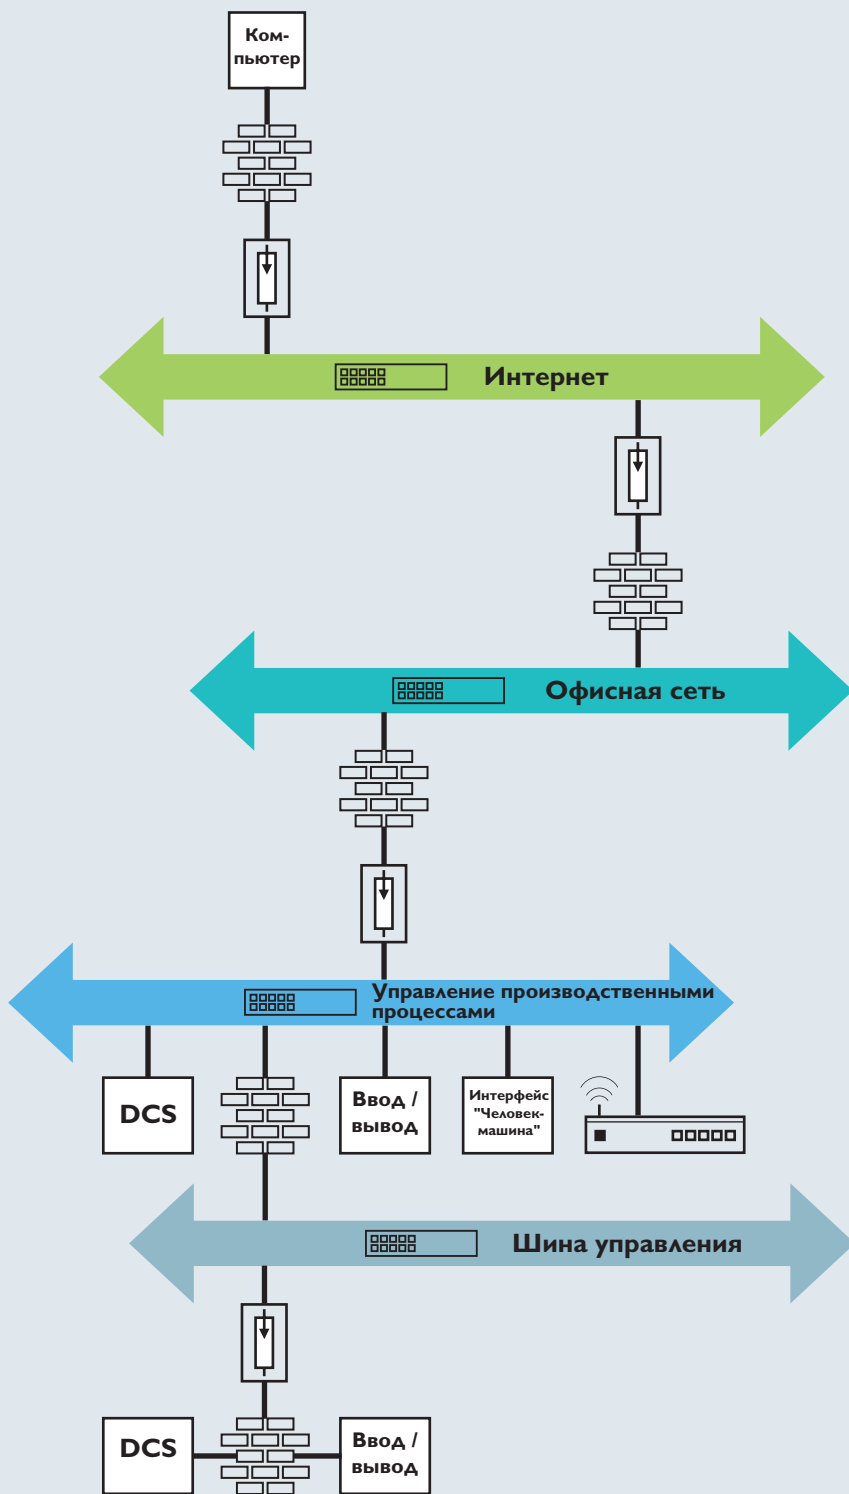 Ком-
пьютер
Интернет
Офисная сеть
Управление производственными
процессами
DCS
Ввод /
вывод
Интерфейс
"Человек-
машина"
Шина управления
DCS
Ввод /
вывод